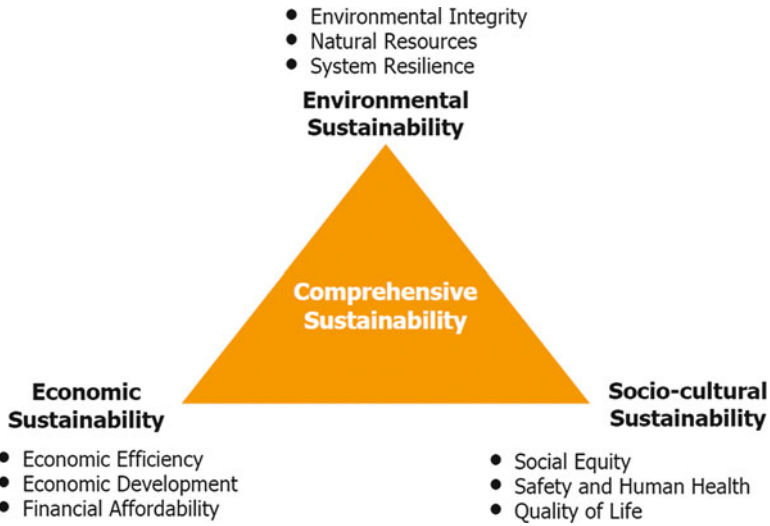 • Environmental Integrity
• Natural Resources
• System Resilience
Environmental
Sustainability
Comprehensive
Sustainability
Economic
Sustainability
• Economic Efficiency
• Economic Development
• Financial Affordability
Socio-cultural
Sustainability
• Social Equity
• Safety and Human Health
• Quality of Life